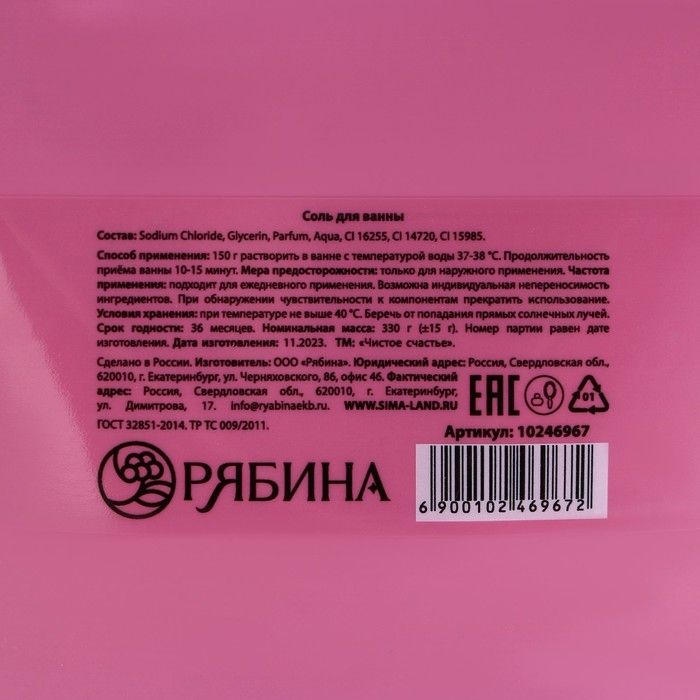 Соль для ванны
Состав: Sodium Chloride, Glycerin, Parfum, Aqua, CI 16255, CI 14720, CI 15985.
Способ применения: 150 г растворить в ванне с температурой воды 37-38 °С. Продолжительность
приёма ванны 10-15 минут. Мера предосторожности: только для наружного применения. Частота
применения: подходит для ежедневного применения. Возможна индивидуальная непереносимость
ингредиентов. При обнаружении чувствительности к компонентам прекратить использование.
Условия хранения: при температуре не выше 40 °С. Беречь от попадания прямых солнечных лучей.
Срок годности: 36 месяцев. Номинальная масса: 330 г (±15 г). Номер партии равен дате
изготовления. Дата изготовления: 11.2023. ТМ: «Чистое счастье».
Сделано в России. Изготовитель: ООО «Рябина». Юридический адрес: Россия, Свердловская обл.,
620010, г. Екатеринбург, ул. Черняховского, 86, офис 46. Фактический
адрес: Россия, Свердловская обл., 620010, г. Екатеринбург,
ул. Димитрова, 17. info@ryabinaekb.ru. WWW.SIMA-LAND.RU
ГОСТ 32851-2014. ТР ТС 009/2011.
EAC
01
Артикул: 10246967
РЯБИНА
6 900102 469672